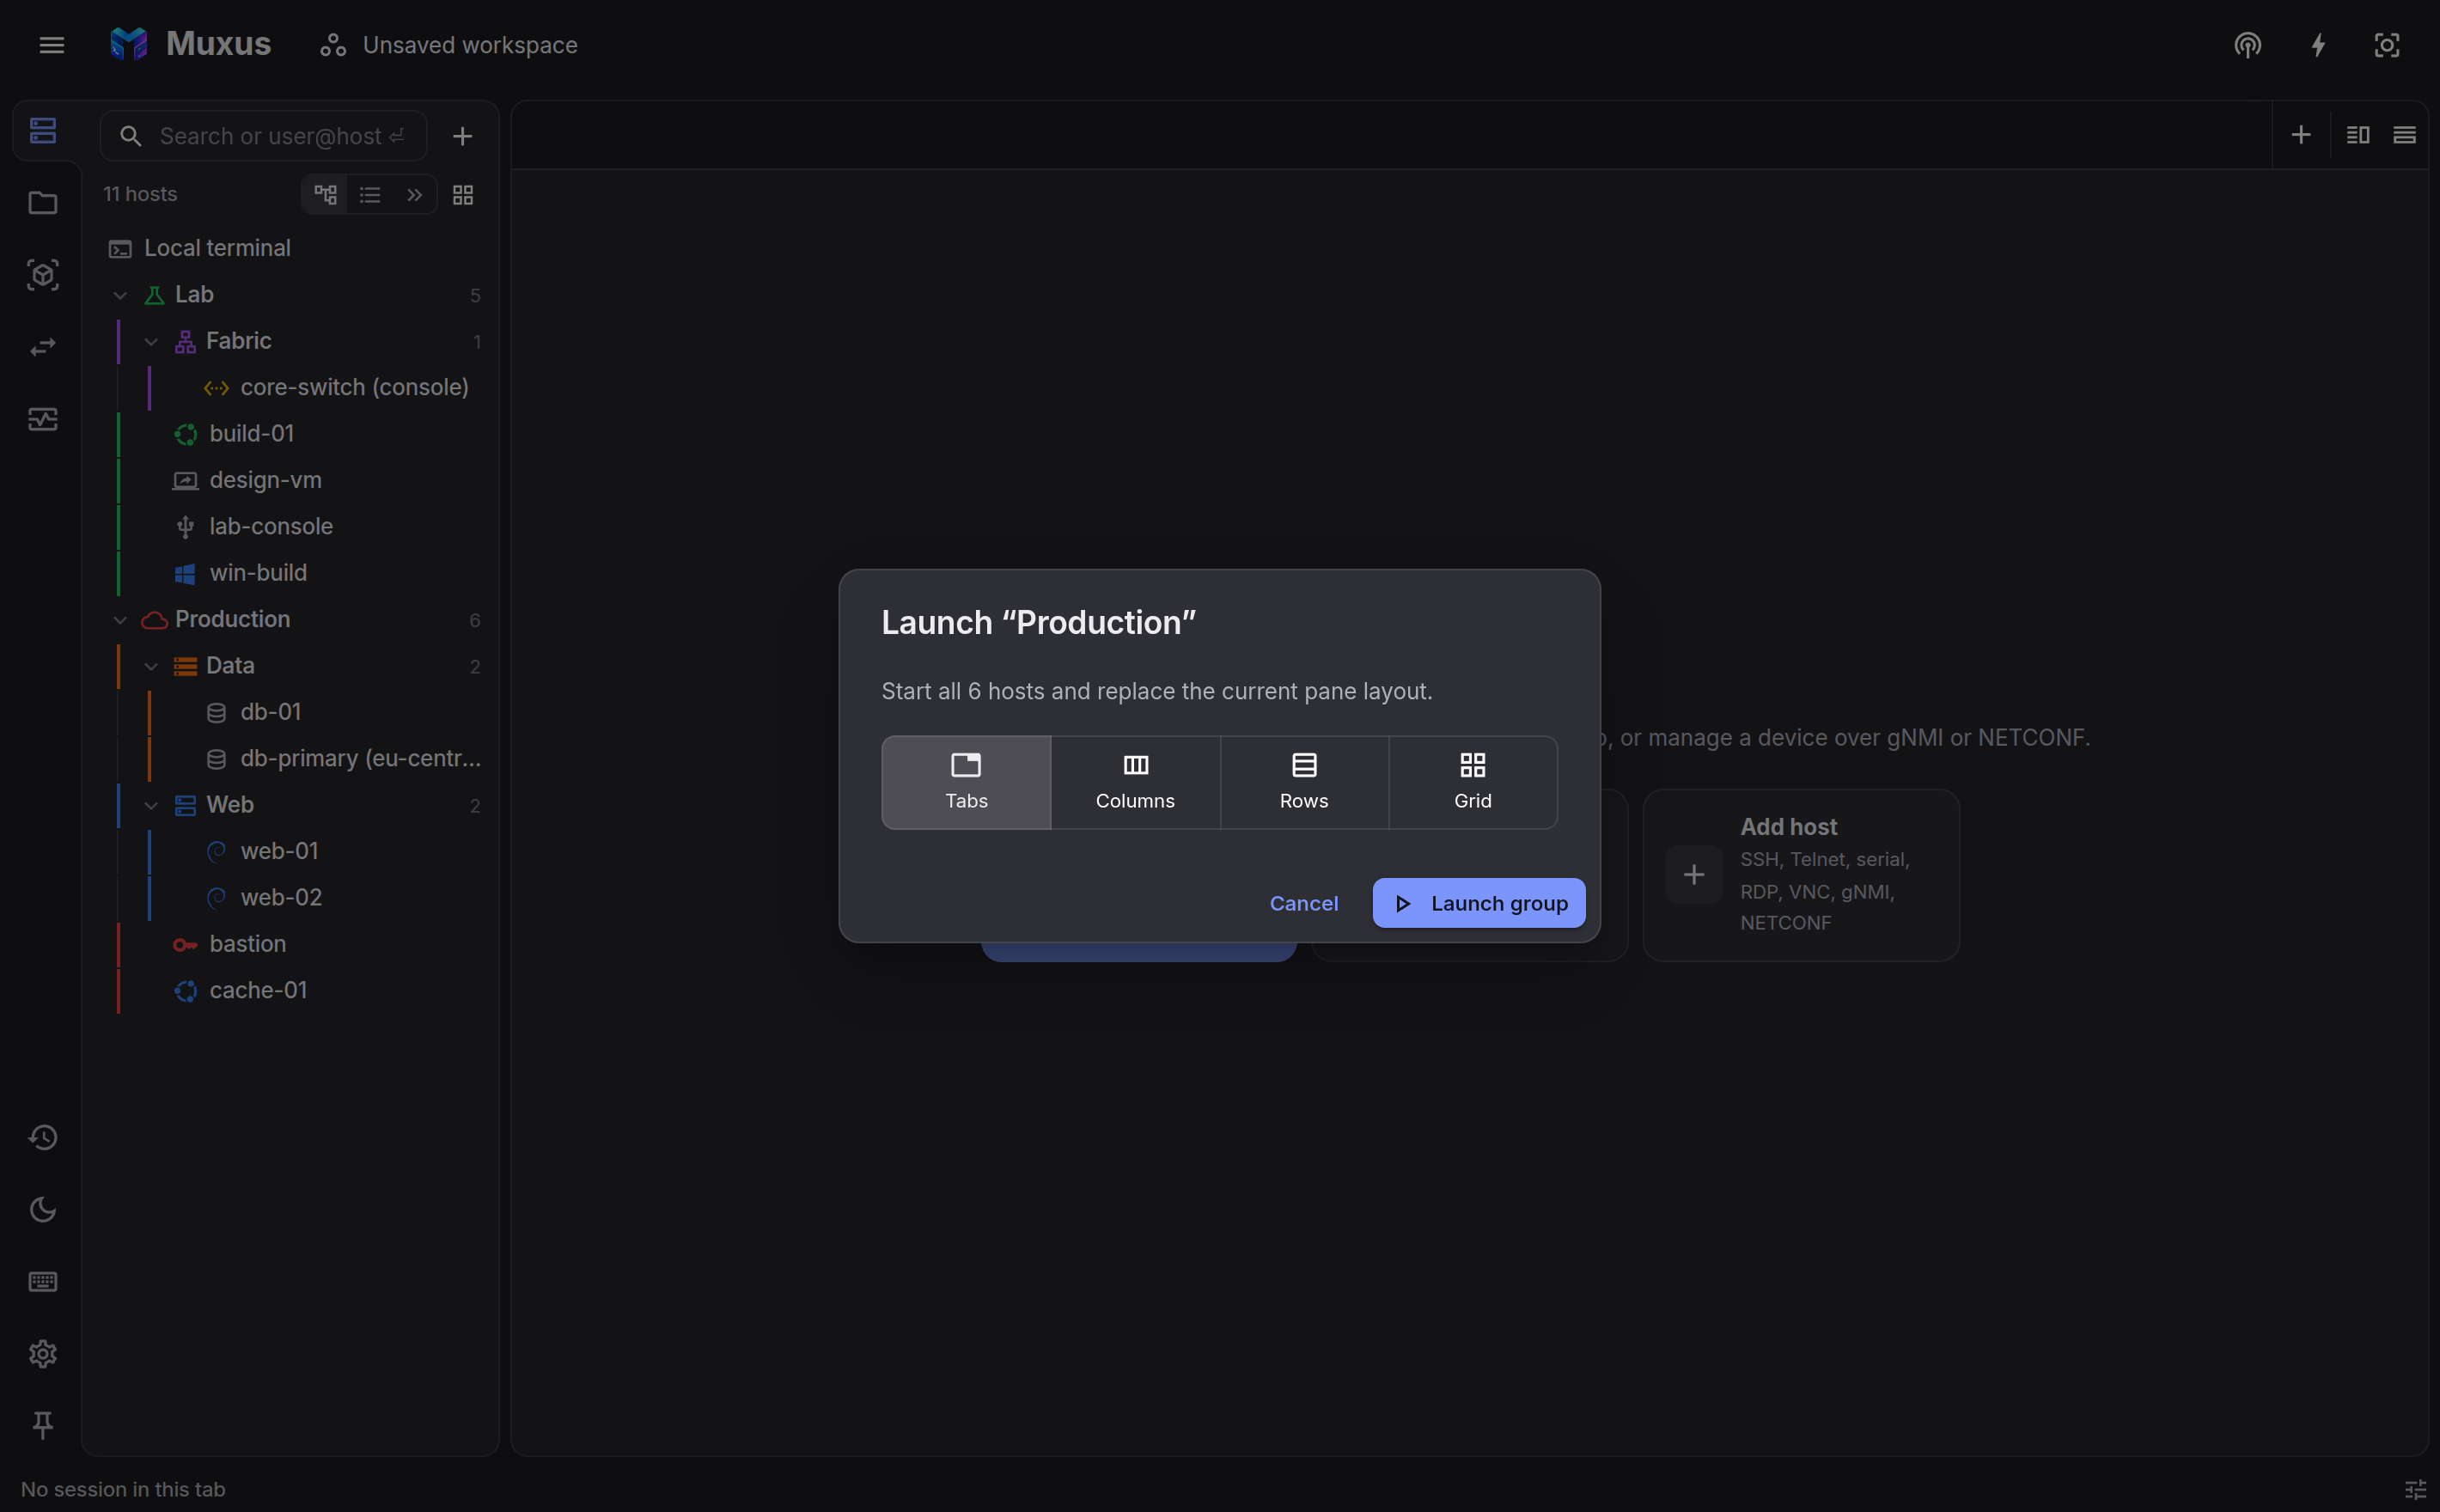 Muxus
Unsaved workspace
Search or user@host
11 hosts
Local terminal
Lab 5
Fabric 1
core-switch (console)
build-01
design-vm
lab-console
win-build
Production 6
Data 2
db-01
db-primary (eu-centr...
Web 2
web-01
web-02
bastion
cache-01
Launch “Production”
Start all 6 hosts and replace the current pane layout.
Tabs
Columns
Rows
Grid
Cancel
Launch group
, or manage a device over gNMI or NETCONF.
Add host
SSH, Telnet, serial,
RDP, VNC, gNMI,
NETCONF
No session in this tab